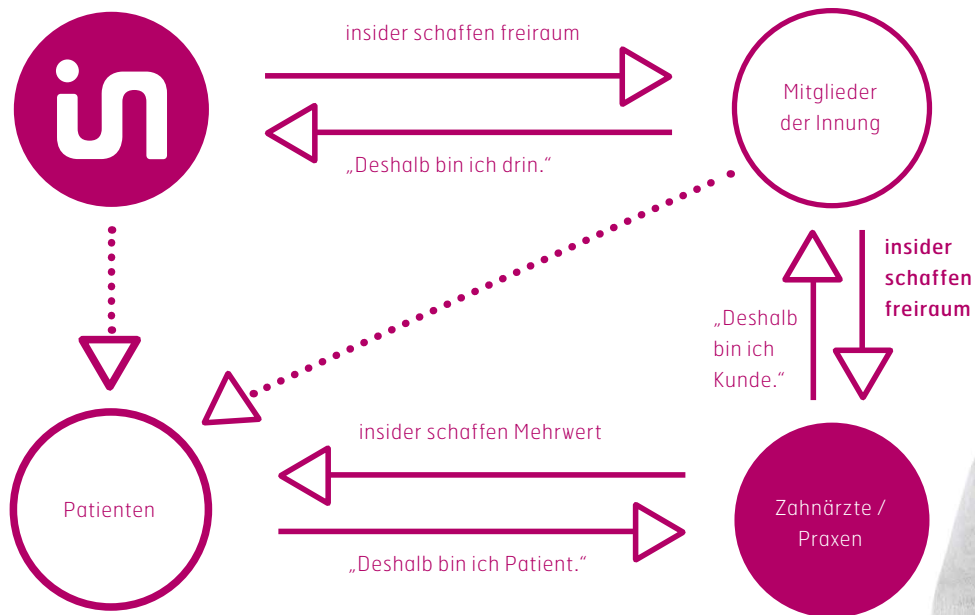 insider schaffen freiraum
in
Mitglieder
der Innung
„Deshalb bin ich drin.“
insider
schaffen
freiraum
„Deshalb
bin ich
Kunde.“
insider schaffen Mehrwert
Patienten
Zahnärzte /
Praxen
„Deshalb bin ich Patient.“